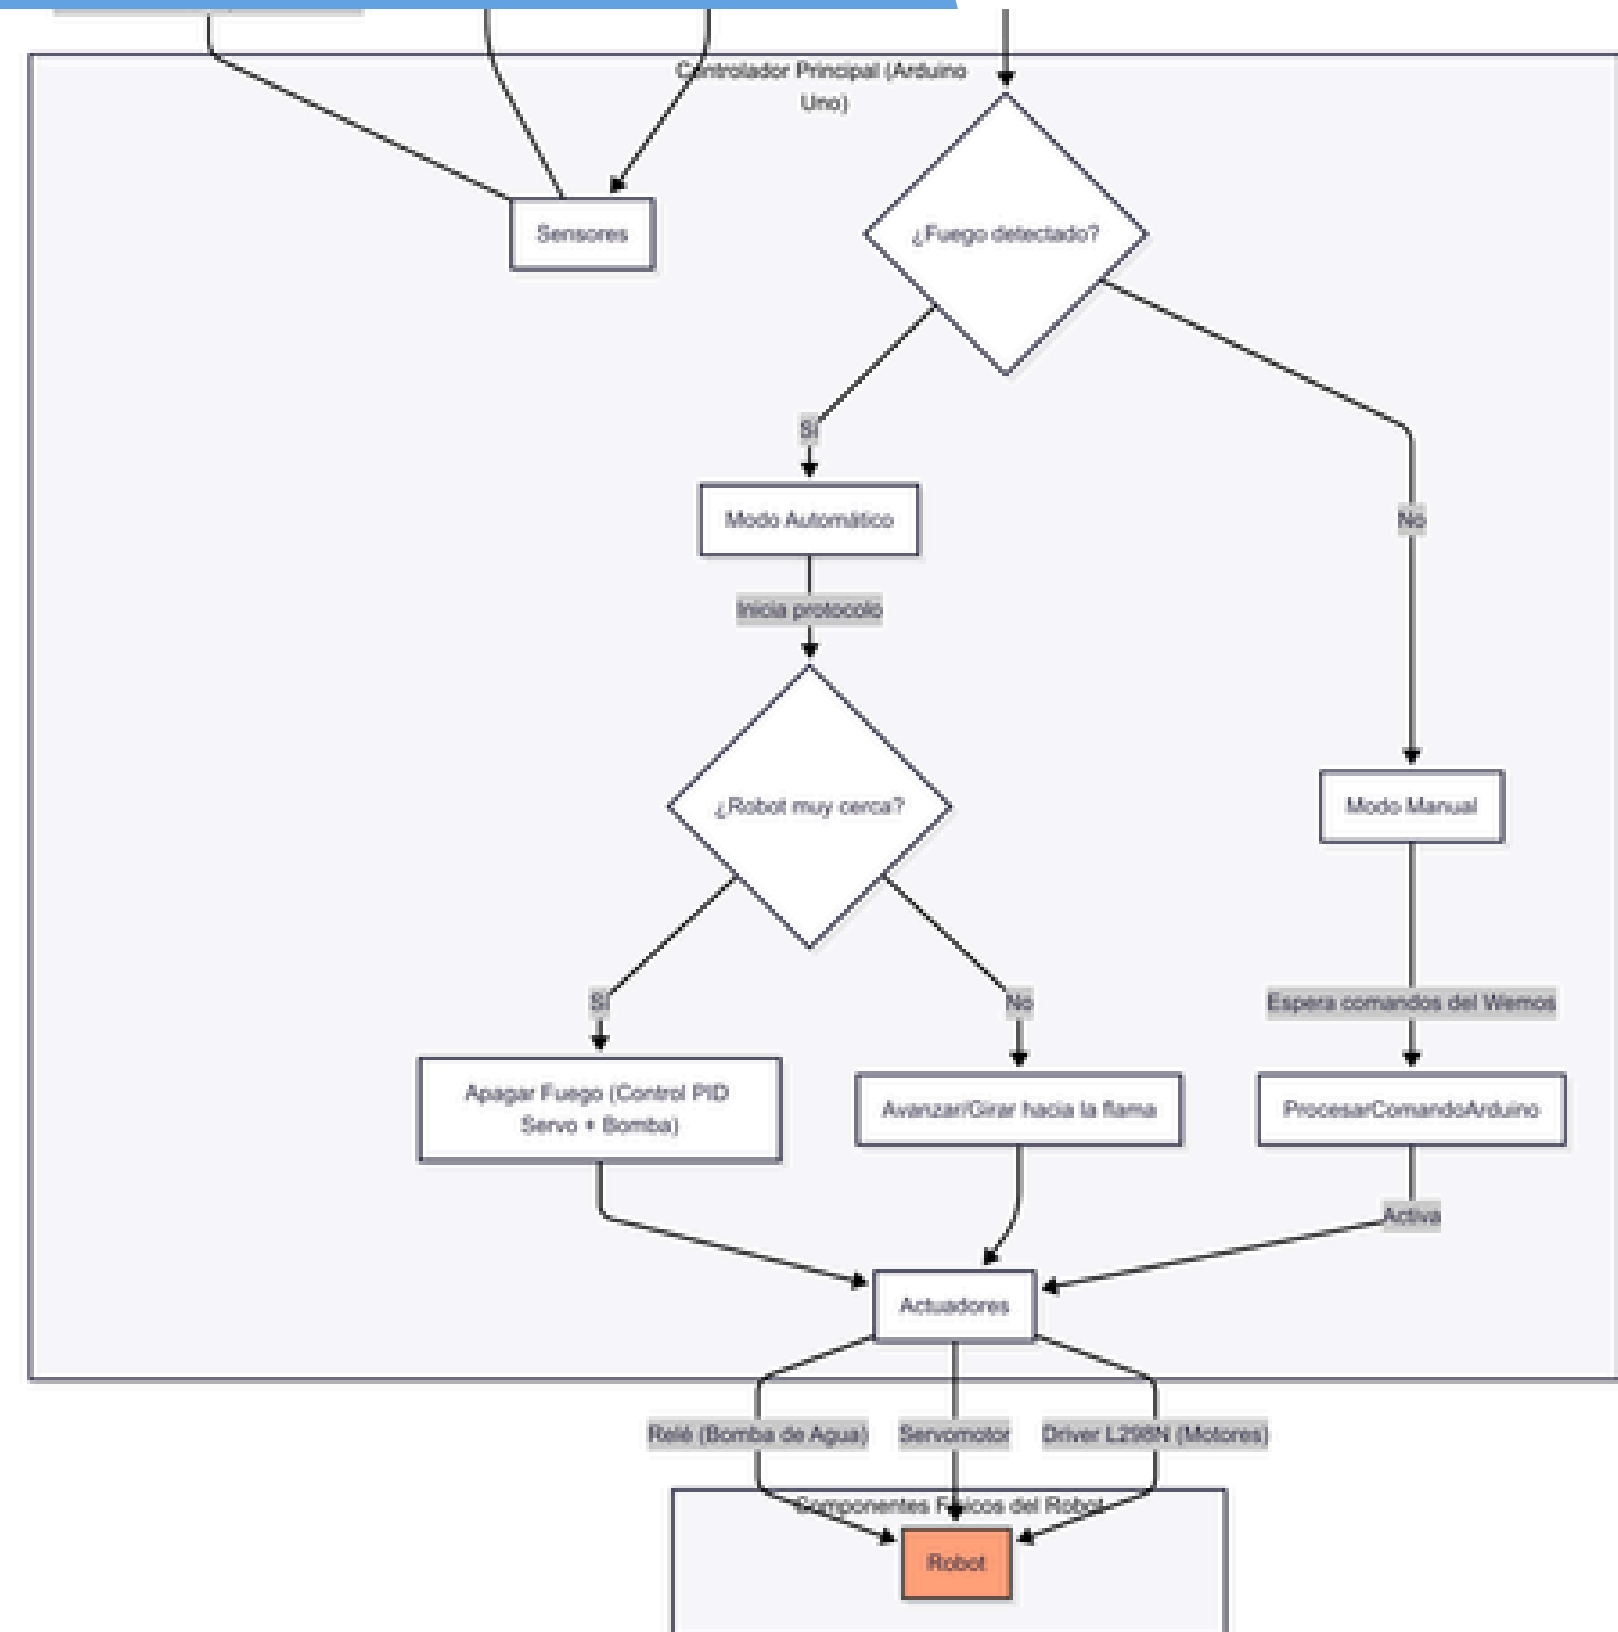 Controlador Principal (Arduino
Uno)
Sensores
¿Fuego detectado?
Sí
Modo Automático
No
Inicia protocolo
¿Robot muy cerca?
Modo Manual
Sí
No
Espera comandos del Wemos
Apagar Fuego (Control PID
Servo + Bomba)
Avanzar/Girar hacia la flama
ProcesarComandoArduino
Activa
Actuadores
Relé (Bomba de Agua)
Servomotor
Driver L298N (Motores)
Componentes Físicos del Robot
Robot